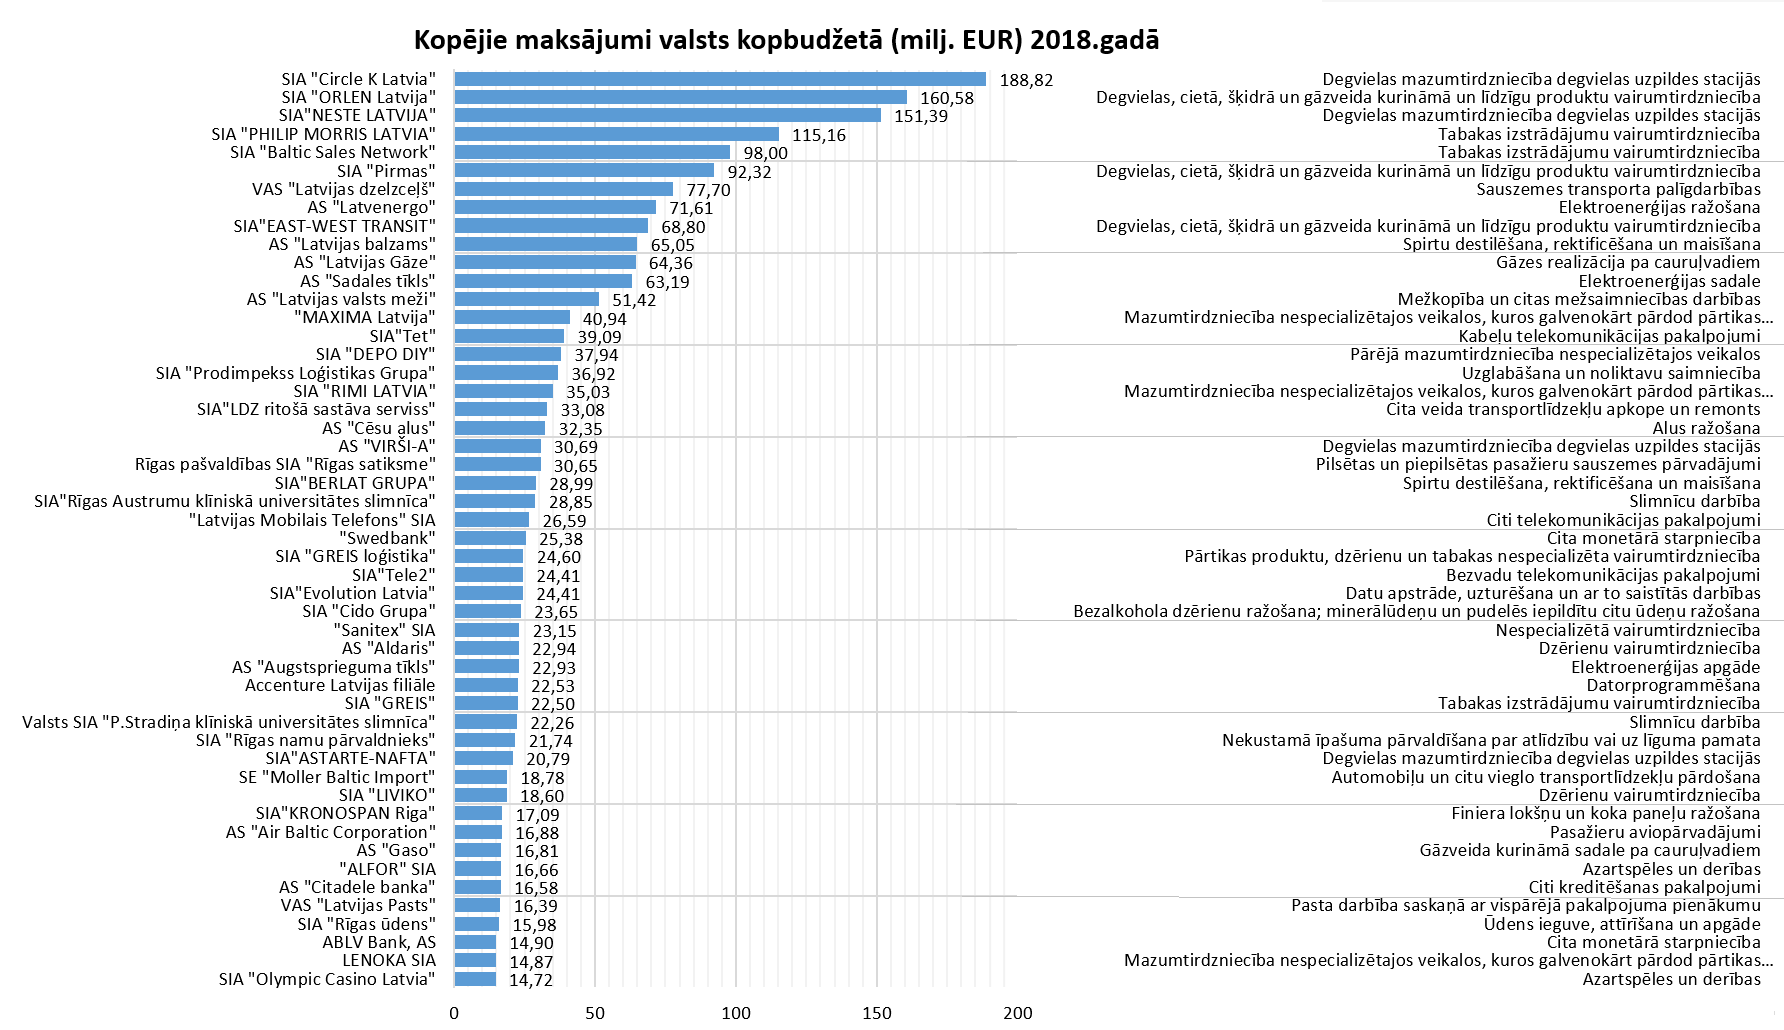 Kopējie maksājumi valsts kopbudžetā (milj. EUR) 2018.gadā
SIA "Circle K Latvia" 188,82 Degvielas mazumtirdzniecība degvielas uzpildes stacijās
SIA "ORLEN Latvija" 160,58 Degvielas, cietā, šķidrā un gāzveida kurināmā un līdzīgu produktu vairumtirdzniecība
SIA"NESTE LATVIJA" 151,39 Degvielas mazumtirdzniecība degvielas uzpildes stacijās
SIA "PHILIP MORRIS LATVIA" 115,16 Tabakas izstrādājumu vairumtirdzniecība
SIA "Baltic Sales Network" 98,00 Tabakas izstrādājumu vairumtirdzniecība
SIA "Pirmas" 92,32 Degvielas, cietā, šķidrā un gāzveida kurināmā un līdzīgu produktu vairumtirdzniecība
VAS "Latvijas dzelzceļš" 77,70 Sauszemes transporta palīgdarbības
AS "Latvenergo" 71,61 Elektroenerģijas ražošana
SIA"EAST-WEST TRANSIT" 68,80 Degvielas, cietā, šķidrā un gāzveida kurināmā un līdzīgu produktu vairumtirdzniecība
AS "Latvijas balzams" 65,05 Spirtu destilēšana, rektificēšana un maisīšana
AS "Latvijas Gāze" 64,36 Gāzes realizācija pa cauruļvadiem
AS "Sadales tīkls" 63,19 Elektroenerģijas sadale
AS "Latvijas valsts meži" 51,42 Mežkopība un citas mežsaimniecības darbības
"MAXIMA Latvija" 40,94 Mazumtirdzniecība nespecializētajos veikalos, kuros galvenokārt pārdod pārtikas...
SIA"Tet" 39,09 Kabeļu telekomunikācijas pakalpojumi
SIA "DEPO DIY" 37,94 Pārējā mazumtirdzniecība nespecializētajos veikalos
SIA "Prodimpekss Loģistikas Grupa" 36,92 Uzglabāšana un noliktavu saimniecība
SIA "RIMI LATVIA" 35,03 Mazumtirdzniecība nespecializētajos veikalos, kuros galvenokārt pārdod pārtikas...
SIA"LDZ ritošā sastāva serviss" 33,08 Cita veida transportlīdzekļu apkope un remonts
AS "Cēsu alus" 32,35 Alus ražošana
AS "VIRŠI-A" 30,69 Degvielas mazumtirdzniecība degvielas uzpildes stacijās
Rīgas pašvaldības SIA "Rīgas satiksme" 30,65 Pilsētas un piepilsētas pasažieru sauszemes pārvadājumi
SIA"BERLAT GRUPA" 28,99 Spirtu destilēšana, rektificēšana un maisīšana
SIA"Rīgas Austrumu klīniskā universitātes slimnīca" 28,85 Slimnīcu darbība
"Latvijas Mobilais Telefons" SIA 26,59 Citi telekomunikācijas pakalpojumi
"Swedbank" 25,38 Cita monetārā starpniecība
SIA "GREIS loģistika" 24,60 Pārtikas produktu, dzērienu un tabakas nespecializēta vairumtirdzniecība
SIA"Tele2" 24,41 Bezvadu telekomunikācijas pakalpojumi
SIA"Evolution Latvia" 24,41 Datu apstrāde, uzturēšana un ar to saistītās darbības
SIA "Cido Grupa" 23,65 Bezalkohola dzērienu ražošana; minerālūdeņu un pudelēs iepildītu citu ūdeņu ražošana
"Sanitex" SIA 23,15 Nespecializētā vairumtirdzniecība
AS "Aldaris" 22,94 Dzērienu vairumtirdzniecība
AS "Augstsprieguma tīkls" 22,93 Elektroenerģijas apgāde
Accenture Latvijas filiāle 22,53 Datorprogrammēšana
SIA "GREIS" 22,50 Tabakas izstrādājumu vairumtirdzniecība
Valsts SIA "P.Stradiņa klīniskā universitātes slimnīca" 22,26 Slimnīcu darbība
SIA "Rīgas namu pārvaldnieks" 21,74 Nekustamā īpašuma pārvaldīšana par atlīdzību vai uz līguma pamata
SIA"ASTARTE-NAFTA" 20,79 Degvielas mazumtirdzniecība degvielas uzpildes stacijās
SE "Moller Baltic Import" 18,78 Automobiļu un citu vieglo transportlīdzekļu pārdošana
SIA "LIVIKO" 18,60 Dzērienu vairumtirdzniecība
SIA"KRONOSPAN Riga" 17,09 Finiera lokšņu un koka paneļu ražošana
AS "Air Baltic Corporation" 16,88 Pasažieru aviopārvadājumi
AS "Gaso" 16,81 Gāzveida kurināmā sadale pa cauruļvadiem
"ALFOR" SIA 16,66 Azartspēles un derības
AS "Citadele banka" 16,58 Citi kreditēšanas pakalpojumi
VAS "Latvijas Pasts" 16,39 Pasta darbība saskaņā ar vispārējā pakalpojuma pienākumu
SIA "Rīgas ūdens" 15,98 Ūdens ieguve, attīrīšana un apgāde
ABLV Bank, AS 14,90 Cita monetārā starpniecība
LENOKA SIA 14,87 Mazumtirdzniecība nespecializētajos veikalos, kuros galvenokārt pārdod pārtikas...
SIA "Olympic Casino Latvia" 14,72 Azartspēles un derības
0 50 100 150 200